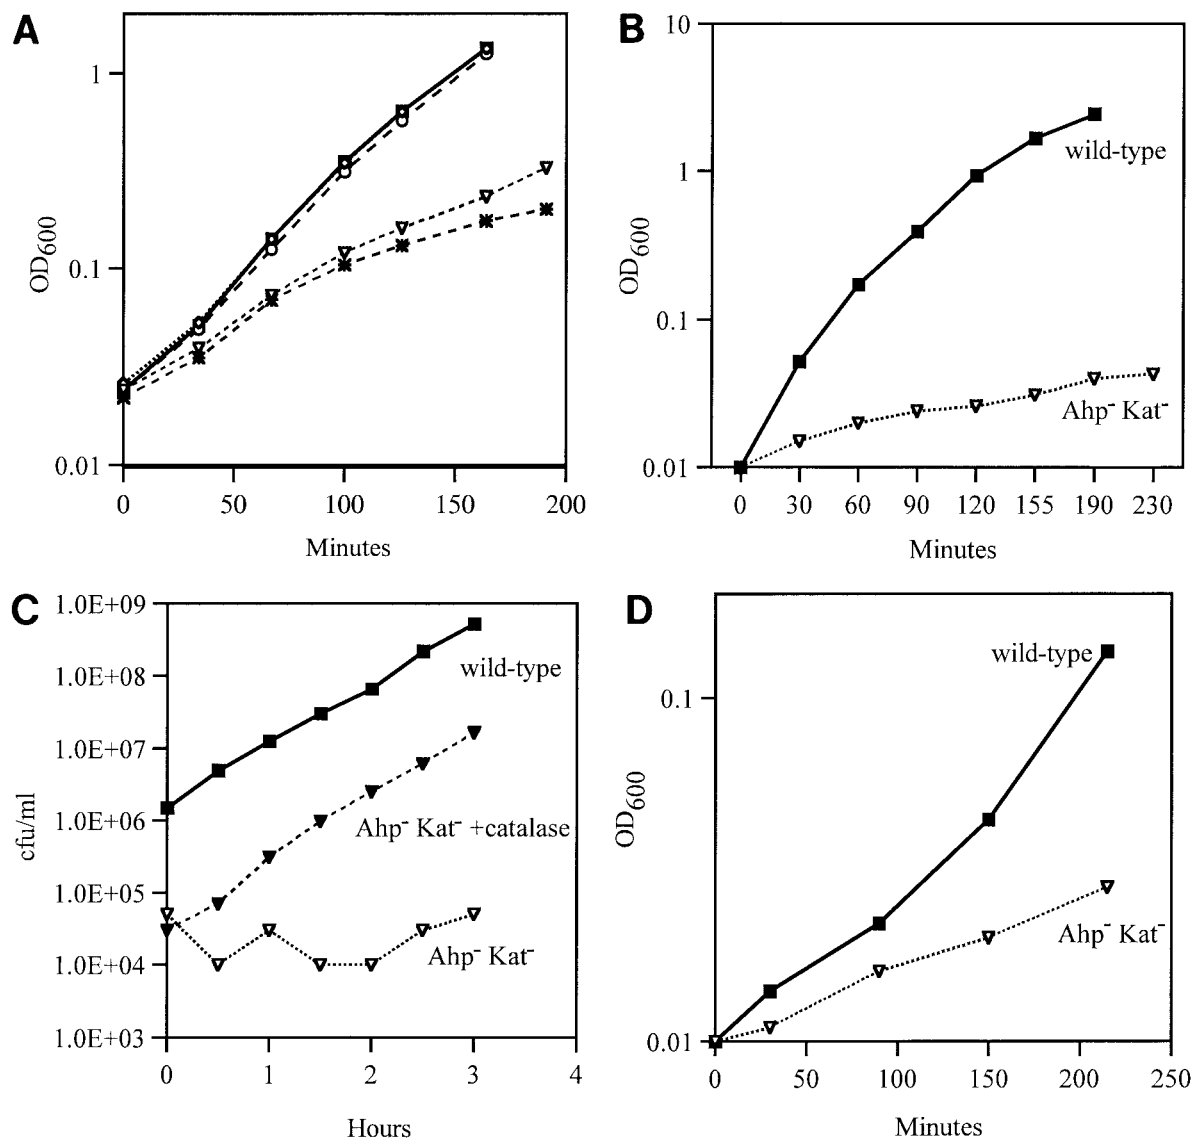 A
1
0.1
0.01
OD600
0 50 100 150 200
Minutes
B
10
1
0.1
0.01
OD600
wild-type
Ahp- Kat-
0 30 60 90 120 155 190 230
Minutes
C
1.0E+09
1.0E+08
1.0E+07
1.0E+06
1.0E+05
1.0E+04
1.0E+03
cfu/ml
wild-type
Ahp- Kat- +catalase
Ahp- Kat-
0 1 2 3 4
Hours
D
0.1
0.01
OD600
wild-type
Ahp- Kat-
0 50 100 150 200 250
Minutes